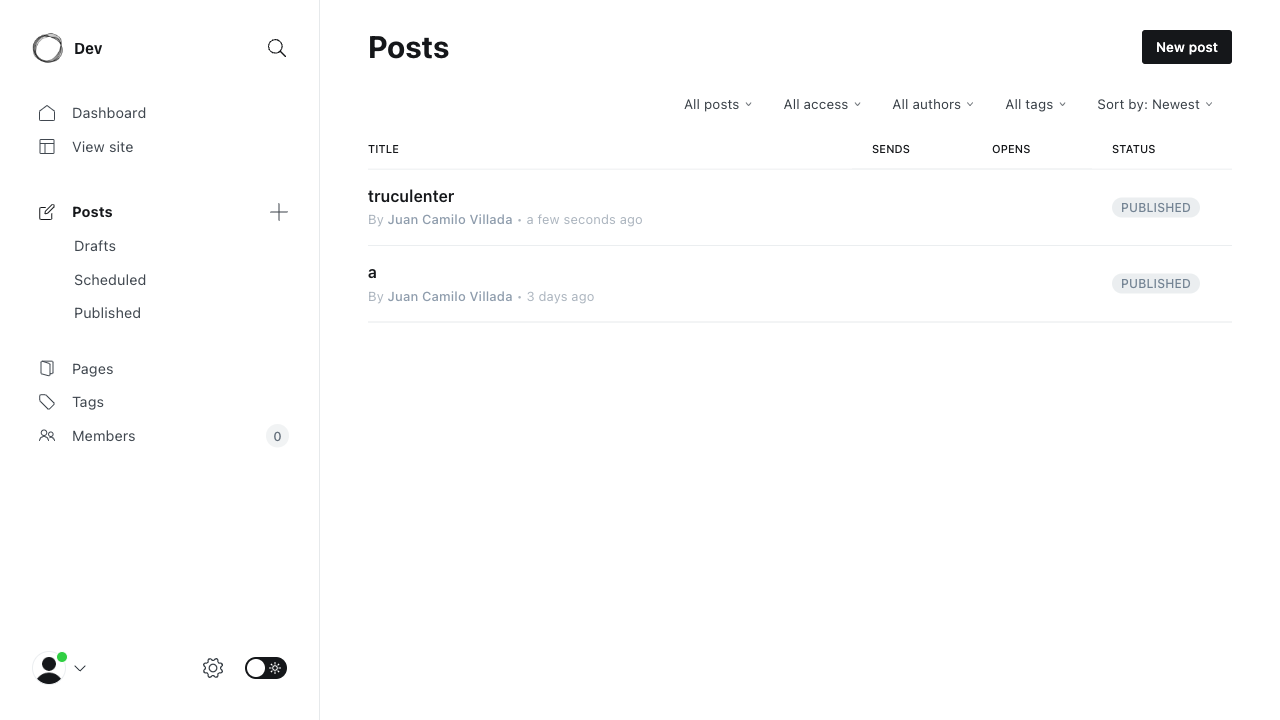 Dev
Dashboard
View site
Posts
Drafts
Scheduled
Published
Pages
Tags
Members 0
Posts
New post
All posts All access All authors All tags Sort by: Newest
TITLE SENDS OPENS STATUS
truculenter
By Juan Camilo Villada • a few seconds ago
PUBLISHED
a
By Juan Camilo Villada • 3 days ago
PUBLISHED